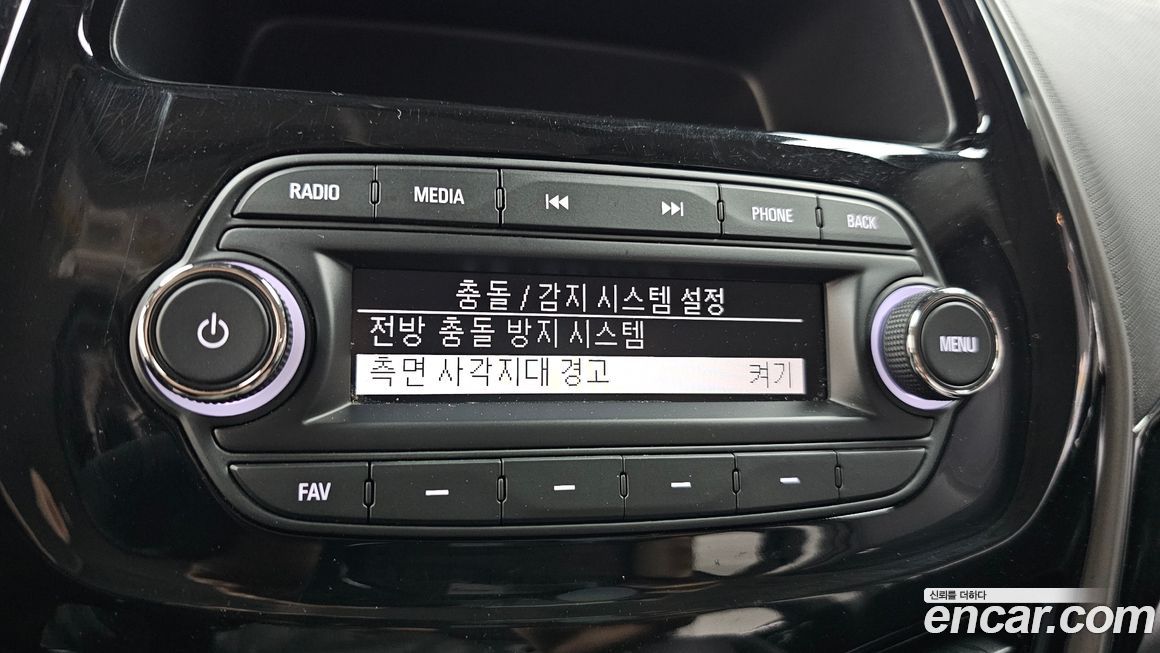 RADIO MEDIA PHONE BACK
충돌 / 감지 시스템 설정
전방 충돌 방지 시스템
측면 사각지대 경고 켜기
MENU
FAV
신뢰를 더하다
encar.com